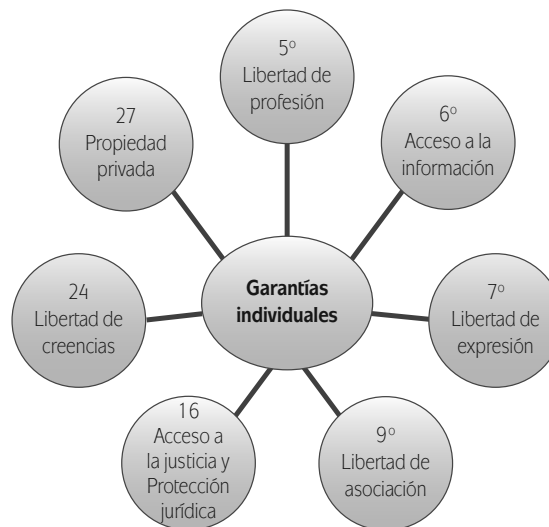 5º
Libertad de
profesión
6º
Acceso a la
información
7º
Libertad de
expresión
9º
Libertad de
asociación
16
Acceso a
la justicia y
Protección
jurídica
24
Libertad de
creencias
27
Propiedad
privada
Garantías
individuales